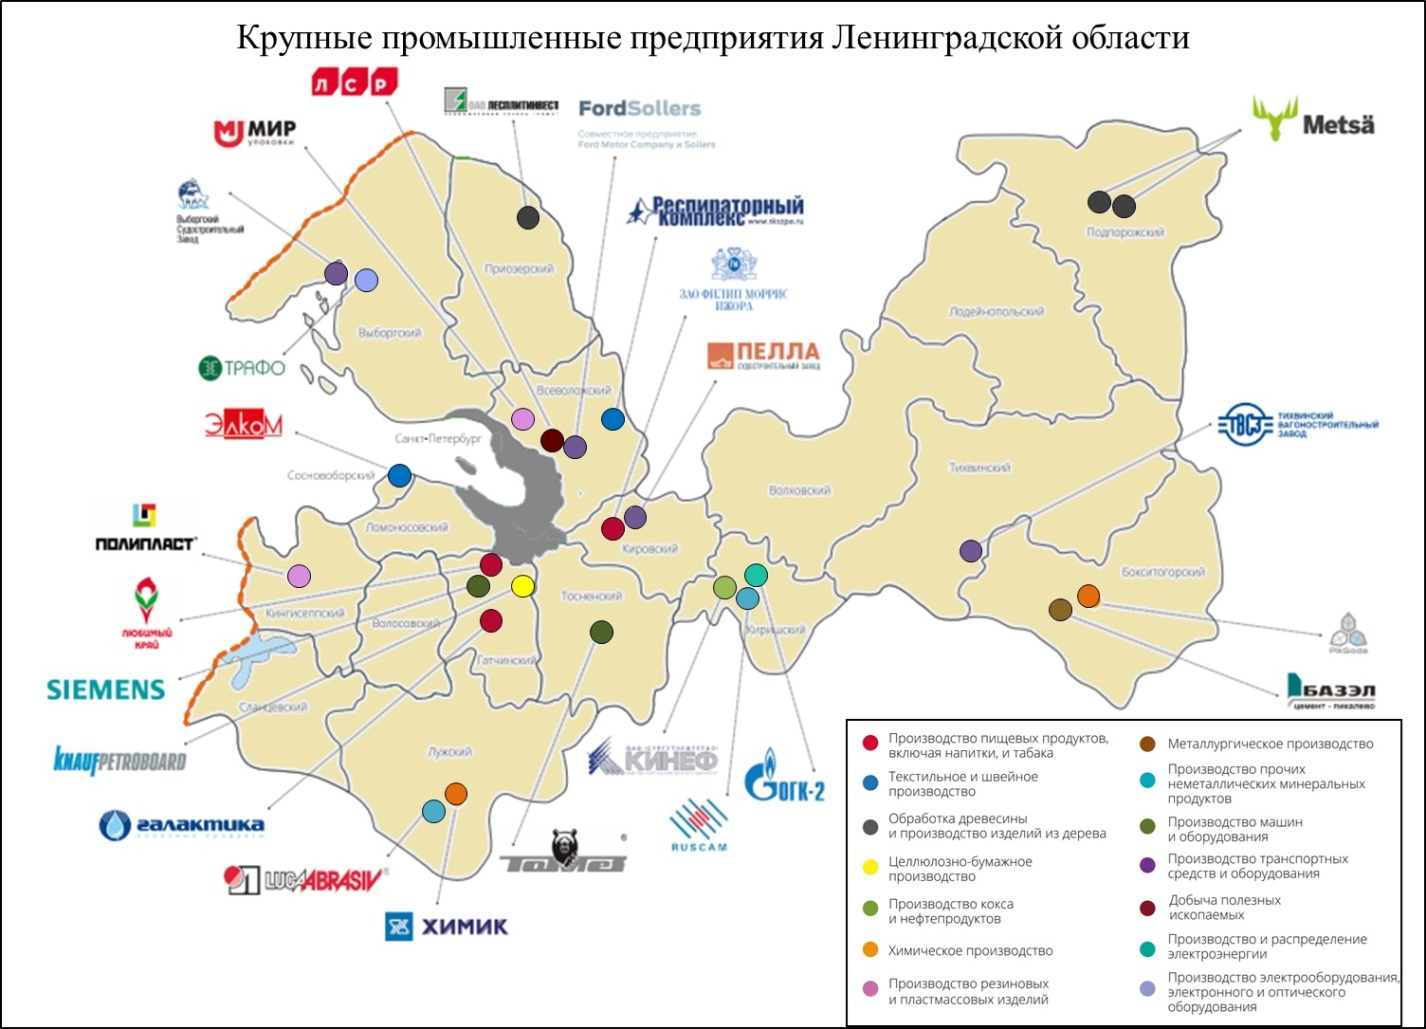 Крупные промышленные предприятия Ленинградской области
ЛСР
ОАО ЛЕСПЛИТИНВЕСТ
FordSollers
Совместное предприятие
Ford Motor Company и Sollers
МИР
упаковки
Metsä
Выборгский
Судостроительный
Завод
Респираторный
Комплекс www.rkszpe.ru
Подпорожский
Приозерский
ЗАО ФИЛИП МОРРИС
ИЖОРА
Лодейнопольский
Выборгский
ПЕЛЛА
СУДОСТРОИТЕЛЬНЫЙ ЗАВОД
ТРАФО
Всеволожский
ЭлкоМ
Санкт-Петербург
ТВСЗ
ТИХВИНСКИЙ
ВАГОНОСТРОИТЕЛЬНЫЙ
ЗАВОД
Сосновоборский
Тихвинский
Волховский
Ломоносовский
ПОЛИПЛАСТ
Кировский
Бокситогорский
Тосненский
Кингисеппский
Волосовский
Киришский
ЛЮБИМЫЙ
КРАЙ
PikSoda
Гатчинский
SIEMENS
БАЗЭЛ
цемент - пикалево
Сланцевский
Лужский
KNAUF PETROBOARD
КИНЕФ
ОГК-2
галактика
RUSCAM
ТоМеЗ
LUGAABRASIV®
ХИМИК
Производство пищевых продуктов,
включая напитки, и табака
Текстильное и швейное
производство
Обработка древесины
и производство изделий из дерева
Целлюлозно-бумажное
производство
Производство кокса
и нефтепродуктов
Химическое производство
Производство резиновых
и пластмассовых изделий
Металлургическое производство
Производство прочих
неметаллических минеральных
продуктов
Производство машин
и оборудования
Производство транспортных
средств и оборудования
Добыча полезных
ископаемых
Производство и распределение
электроэнергии
Производство электрооборудования,
электронного и оптического
оборудования